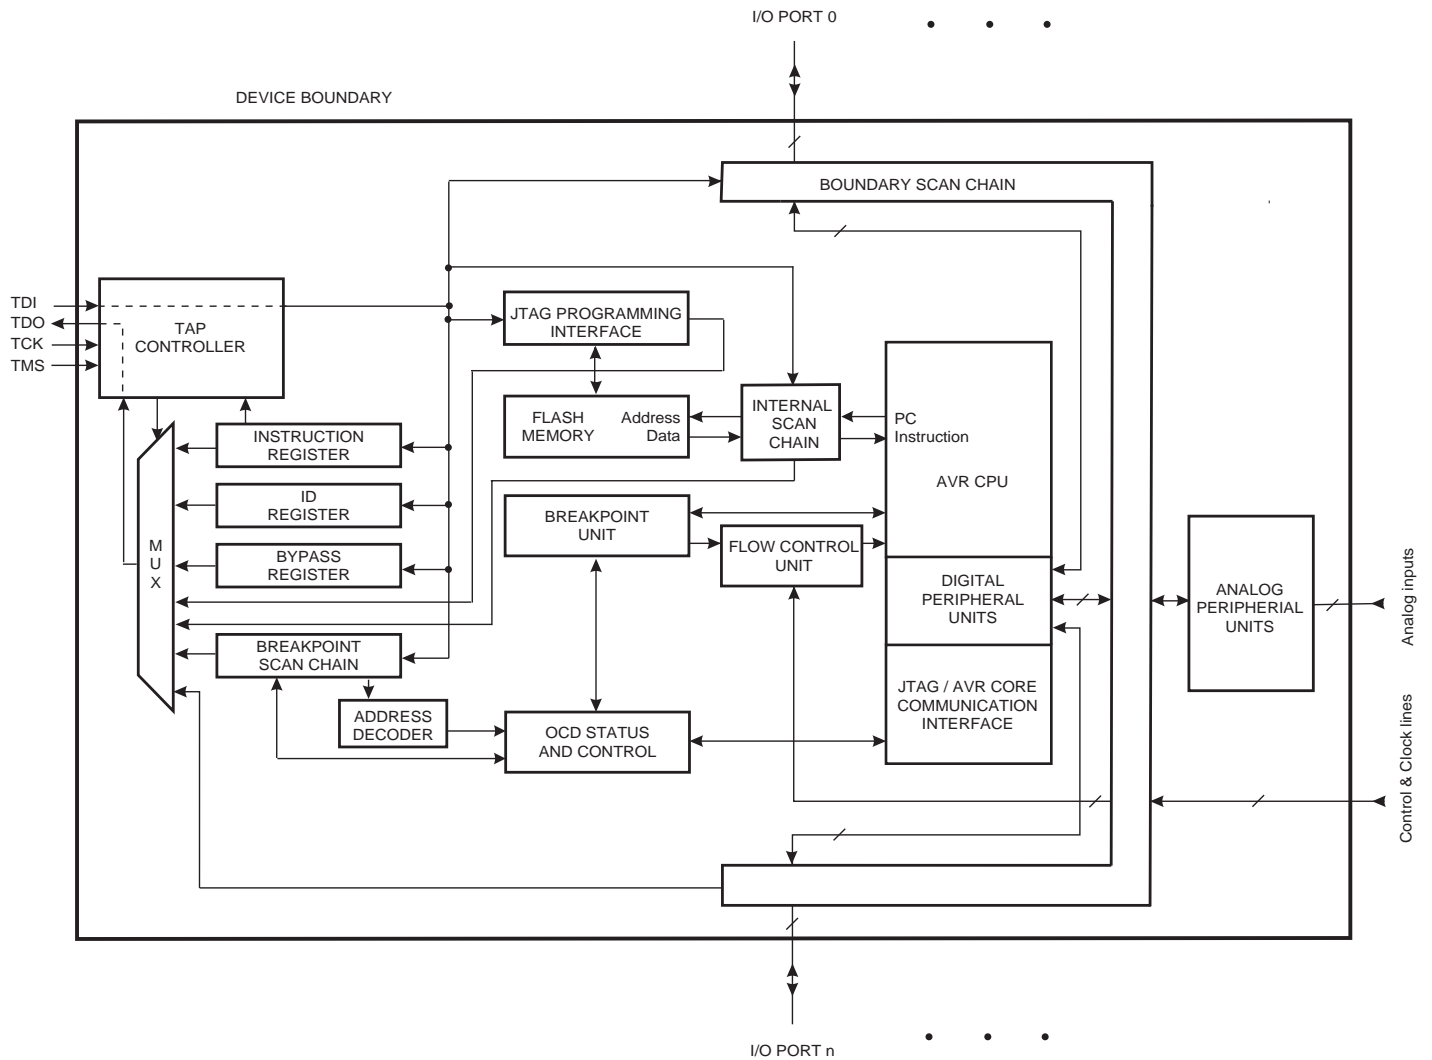 I/O PORT 0
DEVICE BOUNDARY
BOUNDARY SCAN CHAIN
TDI
TDO
TCK
TMS
TAP
CONTROLLER
JTAG PROGRAMMING
INTERFACE
FLASH
MEMORY
Address
Data
INTERNAL
SCAN
CHAIN
PC
Instruction
AVR CPU
INSTRUCTION
REGISTER
ID
REGISTER
BYPASS
REGISTER
M
U
X
BREAKPOINT
UNIT
FLOW CONTROL
UNIT
DIGITAL
PERIPHERAL
UNITS
ANALOG
PERIPHERIAL
UNITS
Analog inputs
BREAKPOINT
SCAN CHAIN
ADDRESS
DECODER
OCD STATUS
AND CONTROL
JTAG / AVR CORE
COMMUNICATION
INTERFACE
Control & Clock lines
I/O PORT n